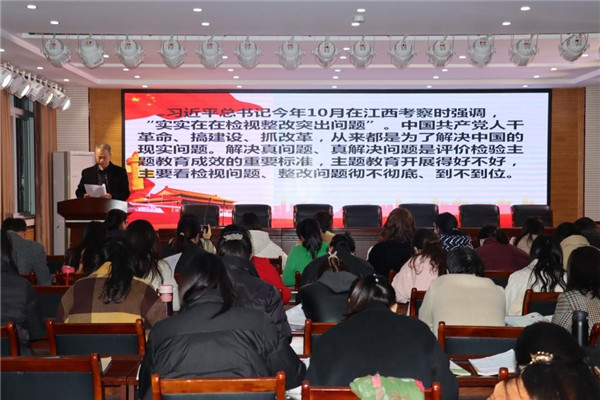 习近平总书记今年10月在江西考察时强调，
“实实在在检视整改突出问题”。中国共产党人干
革命、搞建设、抓改革，从来都是为了解决中国的
现实问题。解决真问题、真解决问题是评价检验主
题教育成效的重要标准，主题教育开展得好不好，
主要看检视问题、整改问题彻不彻底、到不到位。